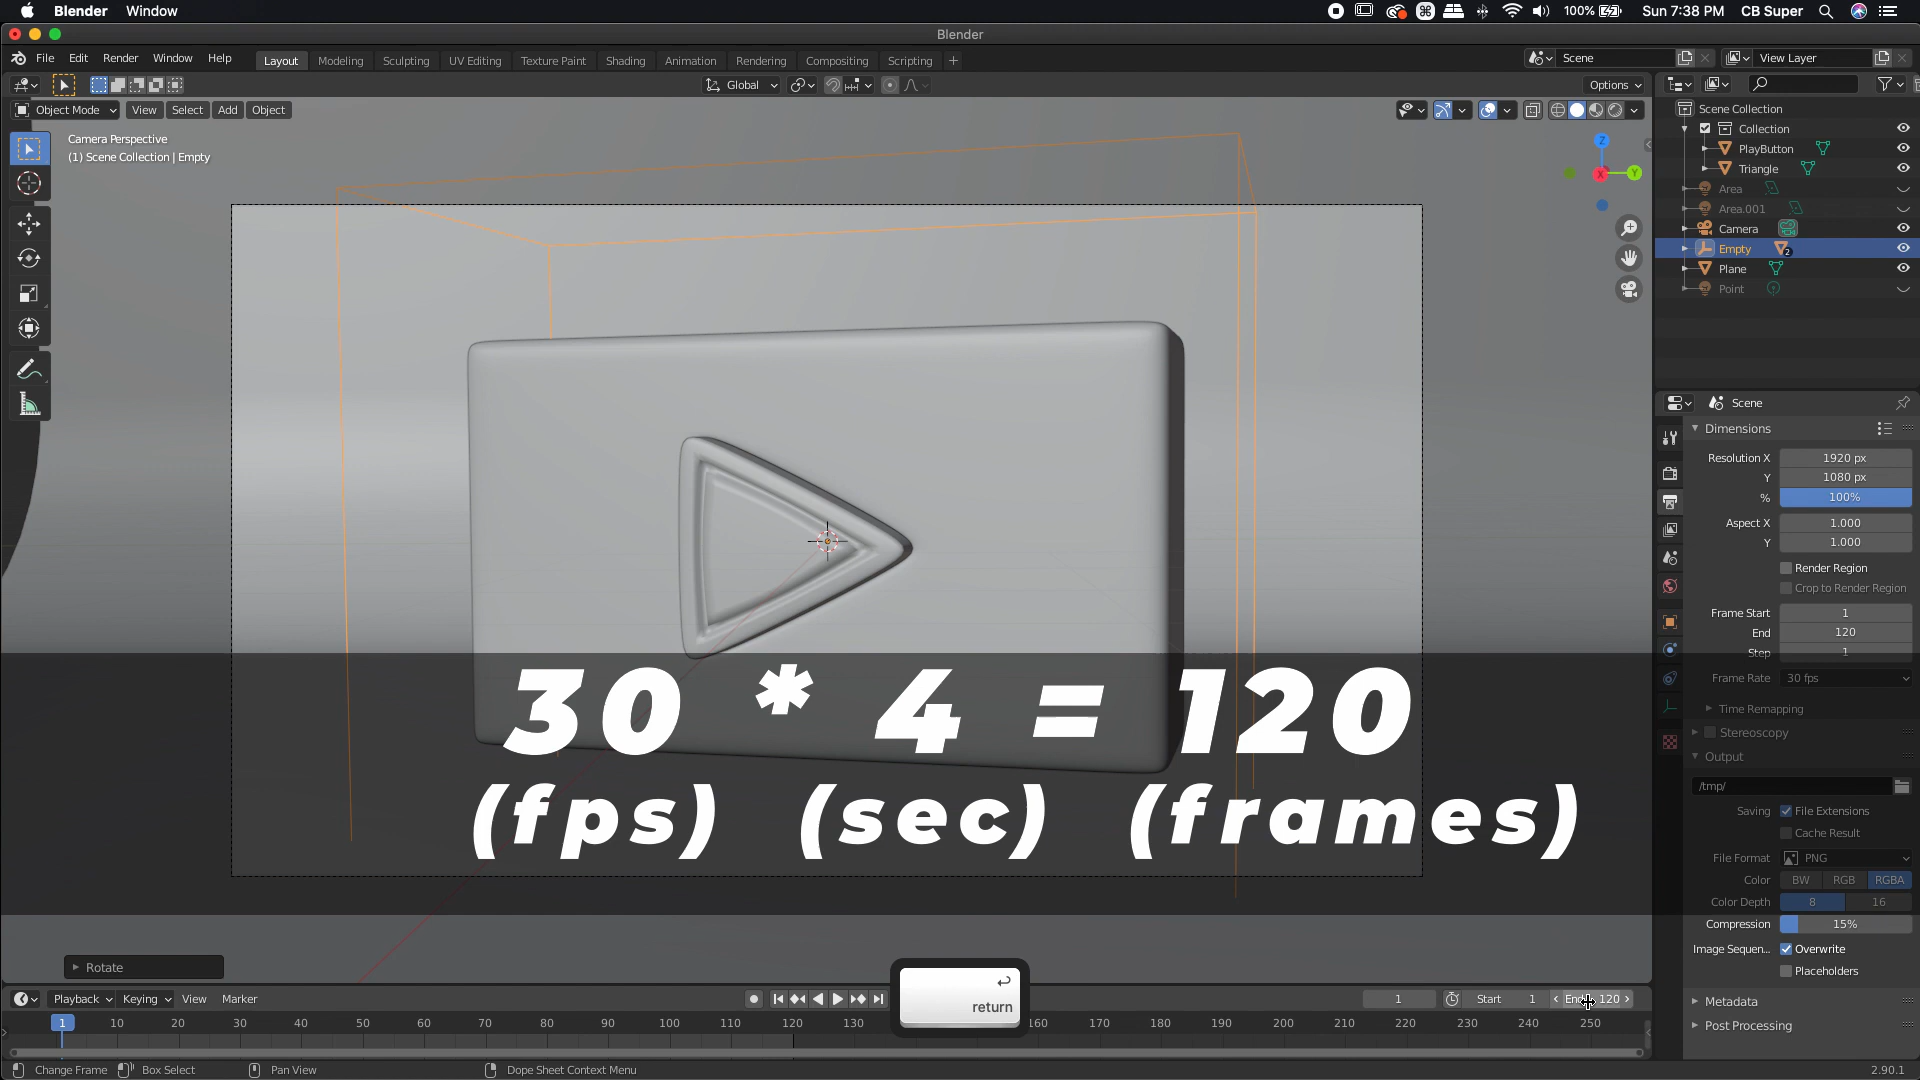 Blender Window 100% Sun 7:38 PM CB Super
Blender
File Edit Render Window Help Layout Modeling Sculpting UV Editing Texture Paint Shading Animation Rendering Compositing Scripting + Scene View Layer
Global Options
Object Mode View Select Add Object
Camera Perspective
(1) Scene Collection | Empty
Z
X
Y
Scene Collection
Collection
PlayButton
Triangle
Area
Area.001
Camera
Empty 2
Plane
Point
Scene
Dimensions
Resolution X 1920 px
Y 1080 px
% 100%
Aspect X 1.000
Y 1.000
Render Region
Crop to Render Region
Frame Start 1
End 120
Step 1
Frame Rate 30 fps
Time Remapping
Stereoscopy
Output
/tmp/
Saving File Extensions
Cache Result
File Format PNG
Color BW RGB RGBA
Color Depth 8 16
Compression 15%
Image Sequen... Overwrite
Placeholders
Metadata
Post Processing
30 * 4 = 120
(fps) (sec) (frames)
Rotate
return
Playback Keying View Marker 1 Start 1 End 120
1 10 20 30 40 50 60 70 80 90 100 110 120 130 160 170 180 190 200 210 220 230 240 250
Change Frame Box Select Pan View Dope Sheet Context Menu 2.90.1